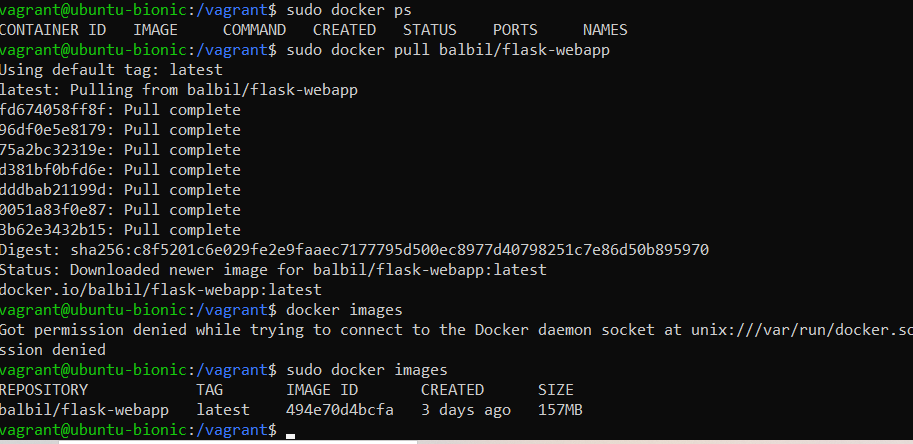 vagrant@ubuntu-bionic:/vagrant$ sudo docker ps
CONTAINER ID   IMAGE     COMMAND   CREATED   STATUS    PORTS     NAMES
vagrant@ubuntu-bionic:/vagrant$ sudo docker pull balbil/flask-webapp
Using default tag: latest
latest: Pulling from balbil/flask-webapp
fd674058ff8f: Pull complete
96df0e5e8179: Pull complete
75a2bc32319e: Pull complete
d381bf0bfd6e: Pull complete
dddbab21199d: Pull complete
0051a83f0e87: Pull complete
3b62e3432b15: Pull complete
Digest: sha256:c8f5201c6e029fe2e9faaec7177795d500ec8977d40798251c7e86d50b895970
Status: Downloaded newer image for balbil/flask-webapp:latest
docker.io/balbil/flask-webapp:latest
vagrant@ubuntu-bionic:/vagrant$ docker images
Got permission denied while trying to connect to the Docker daemon socket at unix:///var/run/docker.so
ssion denied
vagrant@ubuntu-bionic:/vagrant$ sudo docker images
REPOSITORY            TAG       IMAGE ID       CREATED      SIZE
balbil/flask-webapp   latest    494e70d4bcfa   3 days ago   157MB
vagrant@ubuntu-bionic:/vagrant$